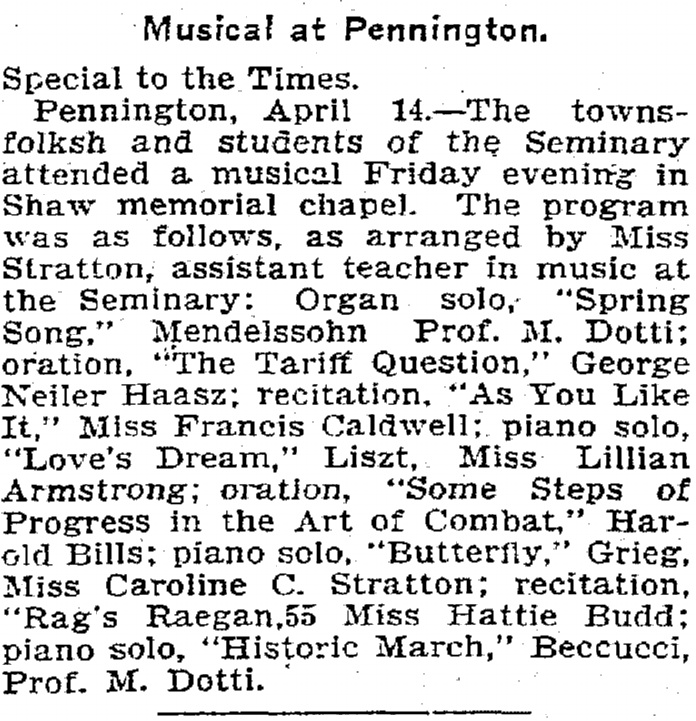 Musical at Pennington.
Special to the Times.
Pennington, April 14.—The towns-
folksh and students of the Seminary
attended a musical Friday evening in
Shaw memorial chapel. The program
was as follows, as arranged by Miss
Stratton, assistant teacher in music at
the Seminary: Organ solo, "Spring
Song," Mendelssohn Prof. M. Dotti;
oration, "The Tariff Question," George
Neiler Haasz; recitation, "As You Like
It," Miss Francis Caldwell; piano solo,
"Love's Dream," Liszt, Miss Lillian
Armstrong; oration, "Some Steps of
Progress in the Art of Combat," Har-
old Bills; piano solo, "Butterfly," Grieg,
Miss Caroline C. Stratton; recitation,
"Rag's Raegan,55 Miss Hattie Budd;
piano solo, "Historic March," Beccucci,
Prof. M. Dotti.